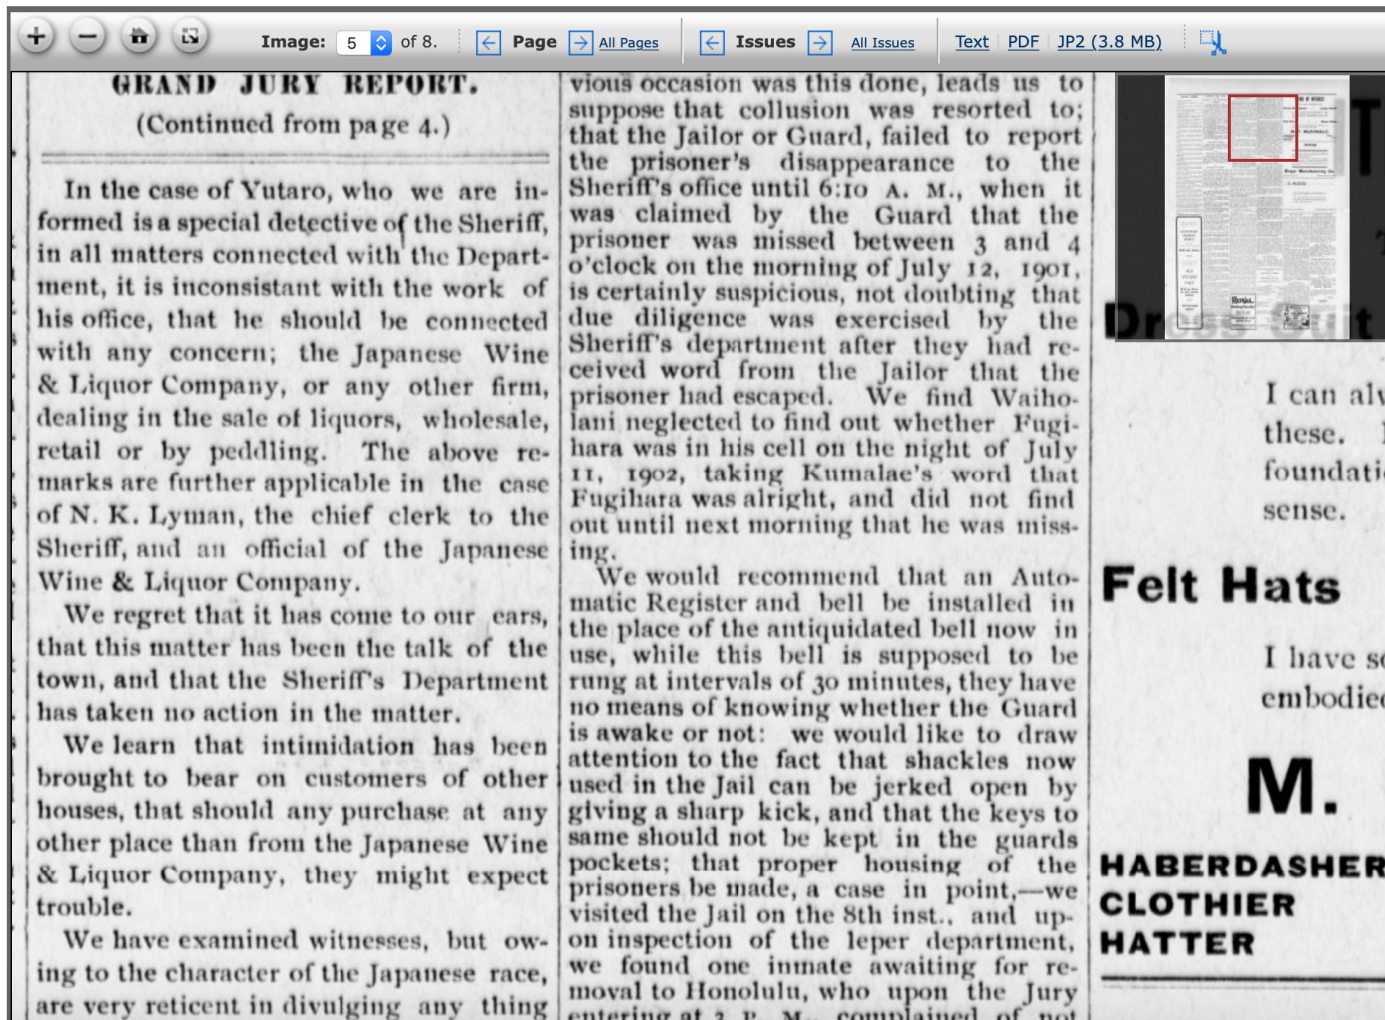 Image: 5 of 8. Page All Pages Issues All Issues Text PDF JP2 (3.8 MB)
GRAND JURY REPORT.
(Continued from page 4.)
In the case of Yutaro, who we are in-
formed is a special detective of the Sheriff,
in all matters connected with the Depart-
ment, it is inconsistant with the work of
his office, that he should be connected
with any concern; the Japanese Wine
& Liquor Company, or any other firm,
dealing in the sale of liquors, wholesale,
retail or by peddling. The above re-
marks are further applicable in the case
of N. K. Lyman, the chief clerk to the
Sheriff, and an official of the Japanese
Wine & Liquor Company.
We regret that it has come to our ears,
that this matter has been the talk of the
town, and that the Sheriff's Department
has taken no action in the matter.
We learn that intimidation has been
brought to bear on customers of other
houses, that should any purchase at any
other place than from the Japanese Wine
& Liquor Company, they might expect
trouble.
We have examined witnesses, but ow-
ing to the character of the Japanese race,
are very reticent in divulging any thing
vious occasion was this done, leads us to
suppose that collusion was resorted to;
that the Jailor or Guard, failed to report
the prisoner's disappearance to the
Sheriff's office until 6:10 A. M., when it
was claimed by the Guard that the
prisoner was missed between 3 and 4
o'clock on the morning of July 12, 1901,
is certainly suspicious, not doubting that
due diligence was exercised by the
Sheriff's department after they had re-
ceived word from the Jailor that the
prisoner had escaped. We find Waiho-
lani neglected to find out whether Fugi-
hara was in his cell on the night of July
11, 1902, taking Kumalae's word that
Fugihara was alright, and did not find
out until next morning that he was miss-
ing.
We would recommend that an Auto-
matic Register and bell be installed in
the place of the antiquidated bell now in
use, while this bell is supposed to be
rung at intervals of 30 minutes, they have
no means of knowing whether the Guard
is awake or not: we would like to draw
attention to the fact that shackles now
used in the Jail can be jerked open by
giving a sharp kick, and that the keys to
same should not be kept in the guards
pockets; that proper housing of the
prisoners be made, a case in point,—we
visited the Jail on the 8th inst., and up-
on inspection of the leper department,
we found one inmate awaiting for re-
moval to Honolulu, who upon the Jury
entering at 2 P. M., complained of not
Dress Suit
I can alw
these.
foundati
sense.
Felt Hats
I have so
embodied
M.
HABERDASHER
CLOTHIER
HATTER